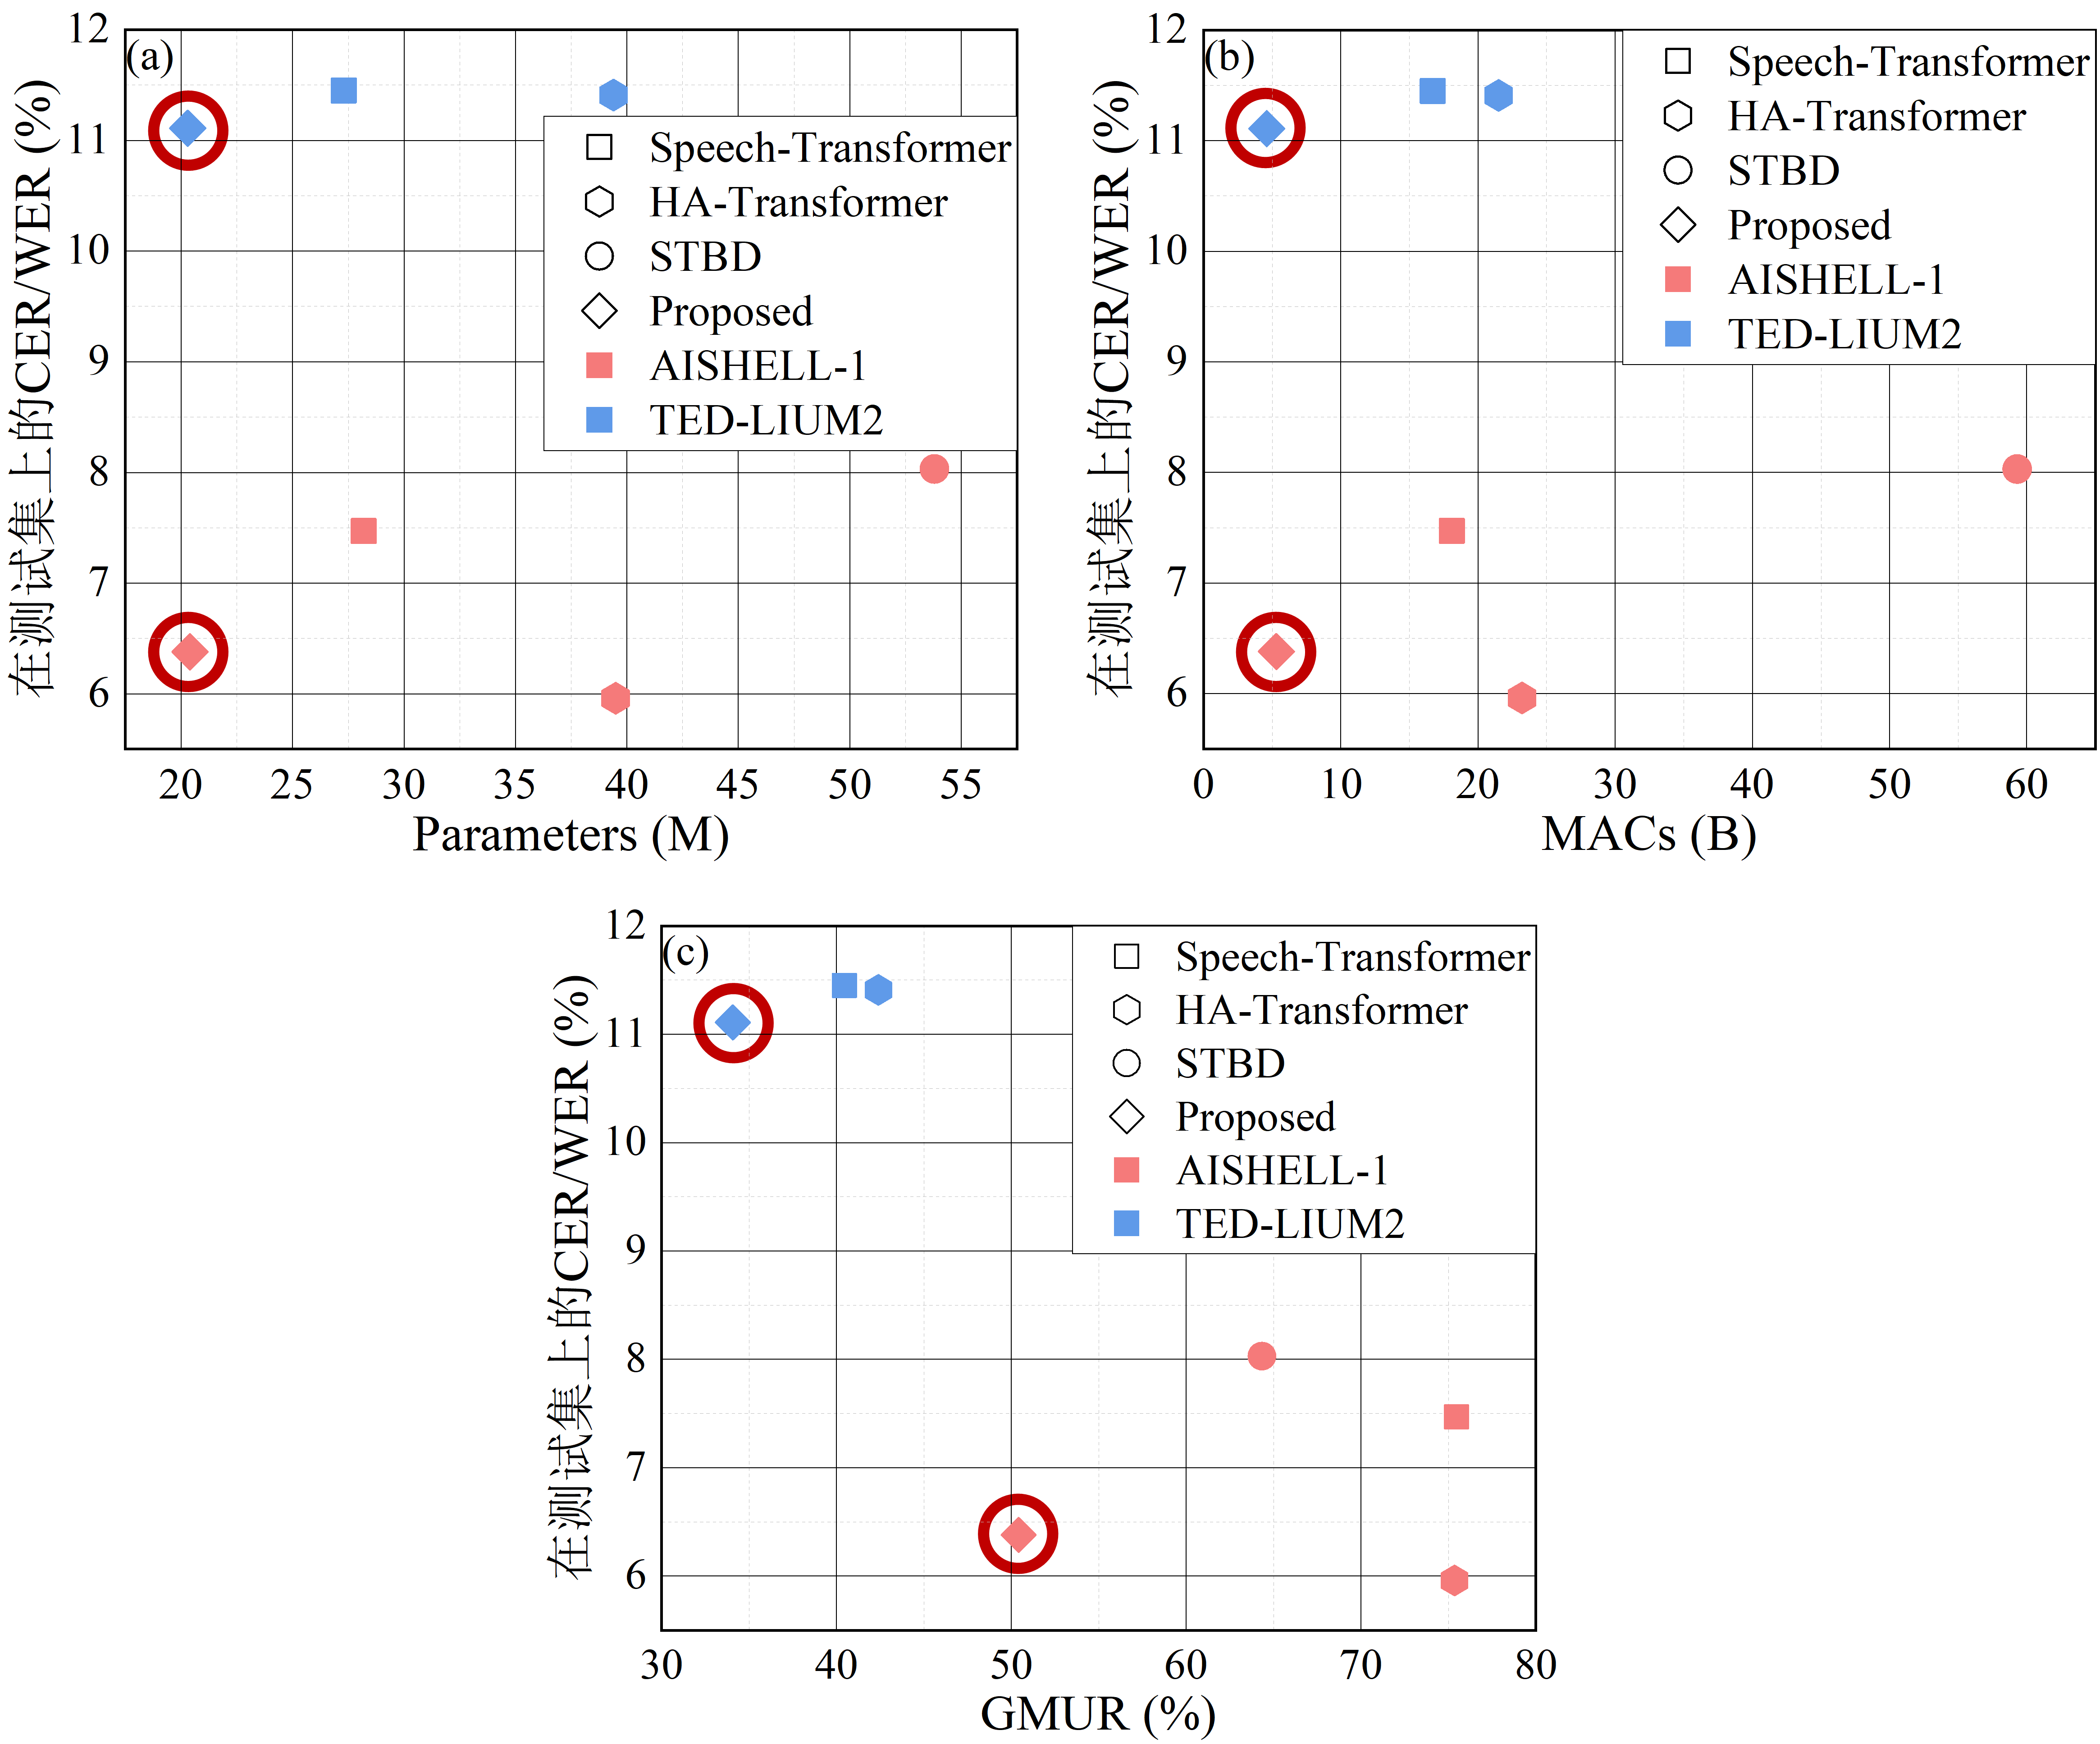 (a)
12
11
10
9
8
7
6
在测试集上的CER/WER (%)
Speech-Transformer
HA-Transformer
STBD
Proposed
AISHELL-1
TED-LIUM2
20 25 30 35 40 45 50 55
Parameters (M)
(b)
12
11
10
9
8
7
6
在测试集上的CER/WER (%)
Speech-Transformer
HA-Transformer
STBD
Proposed
AISHELL-1
TED-LIUM2
0 10 20 30 40 50 60
MACs (B)
(c)
12
11
10
9
8
7
6
在测试集上的CER/WER (%)
Speech-Transformer
HA-Transformer
STBD
Proposed
AISHELL-1
TED-LIUM2
30 40 50 60 70 80
GMUR (%)